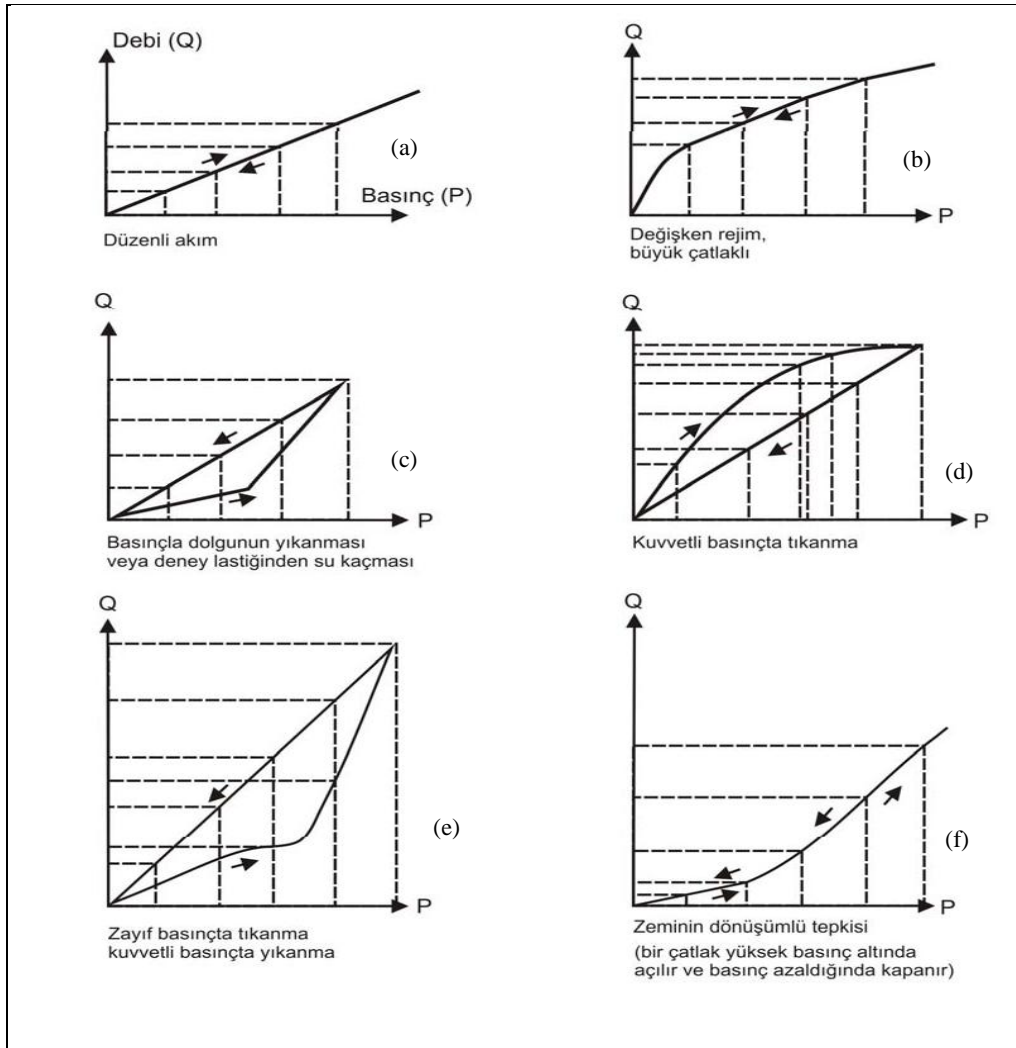 Debi (Q)
(a)
Basınç (P)
Düzenli akım
Q
(b)
P
Değişken rejim,
büyük çatlaklı
Q
(c)
P
Basınçla dolgunun yıkanması
veya deney lastiğinden su kaçması
Q
(d)
P
Kuvvetli basınçta tıkanma
Q
(e)
P
Zayıf basınçta tıkanma
kuvvetli basınçta yıkanma
Q
(f)
P
Zeminin dönüşümlü tepkisi
(bir çatlak yüksek basınç altında
açılır ve basınç azaldığında kapanır)